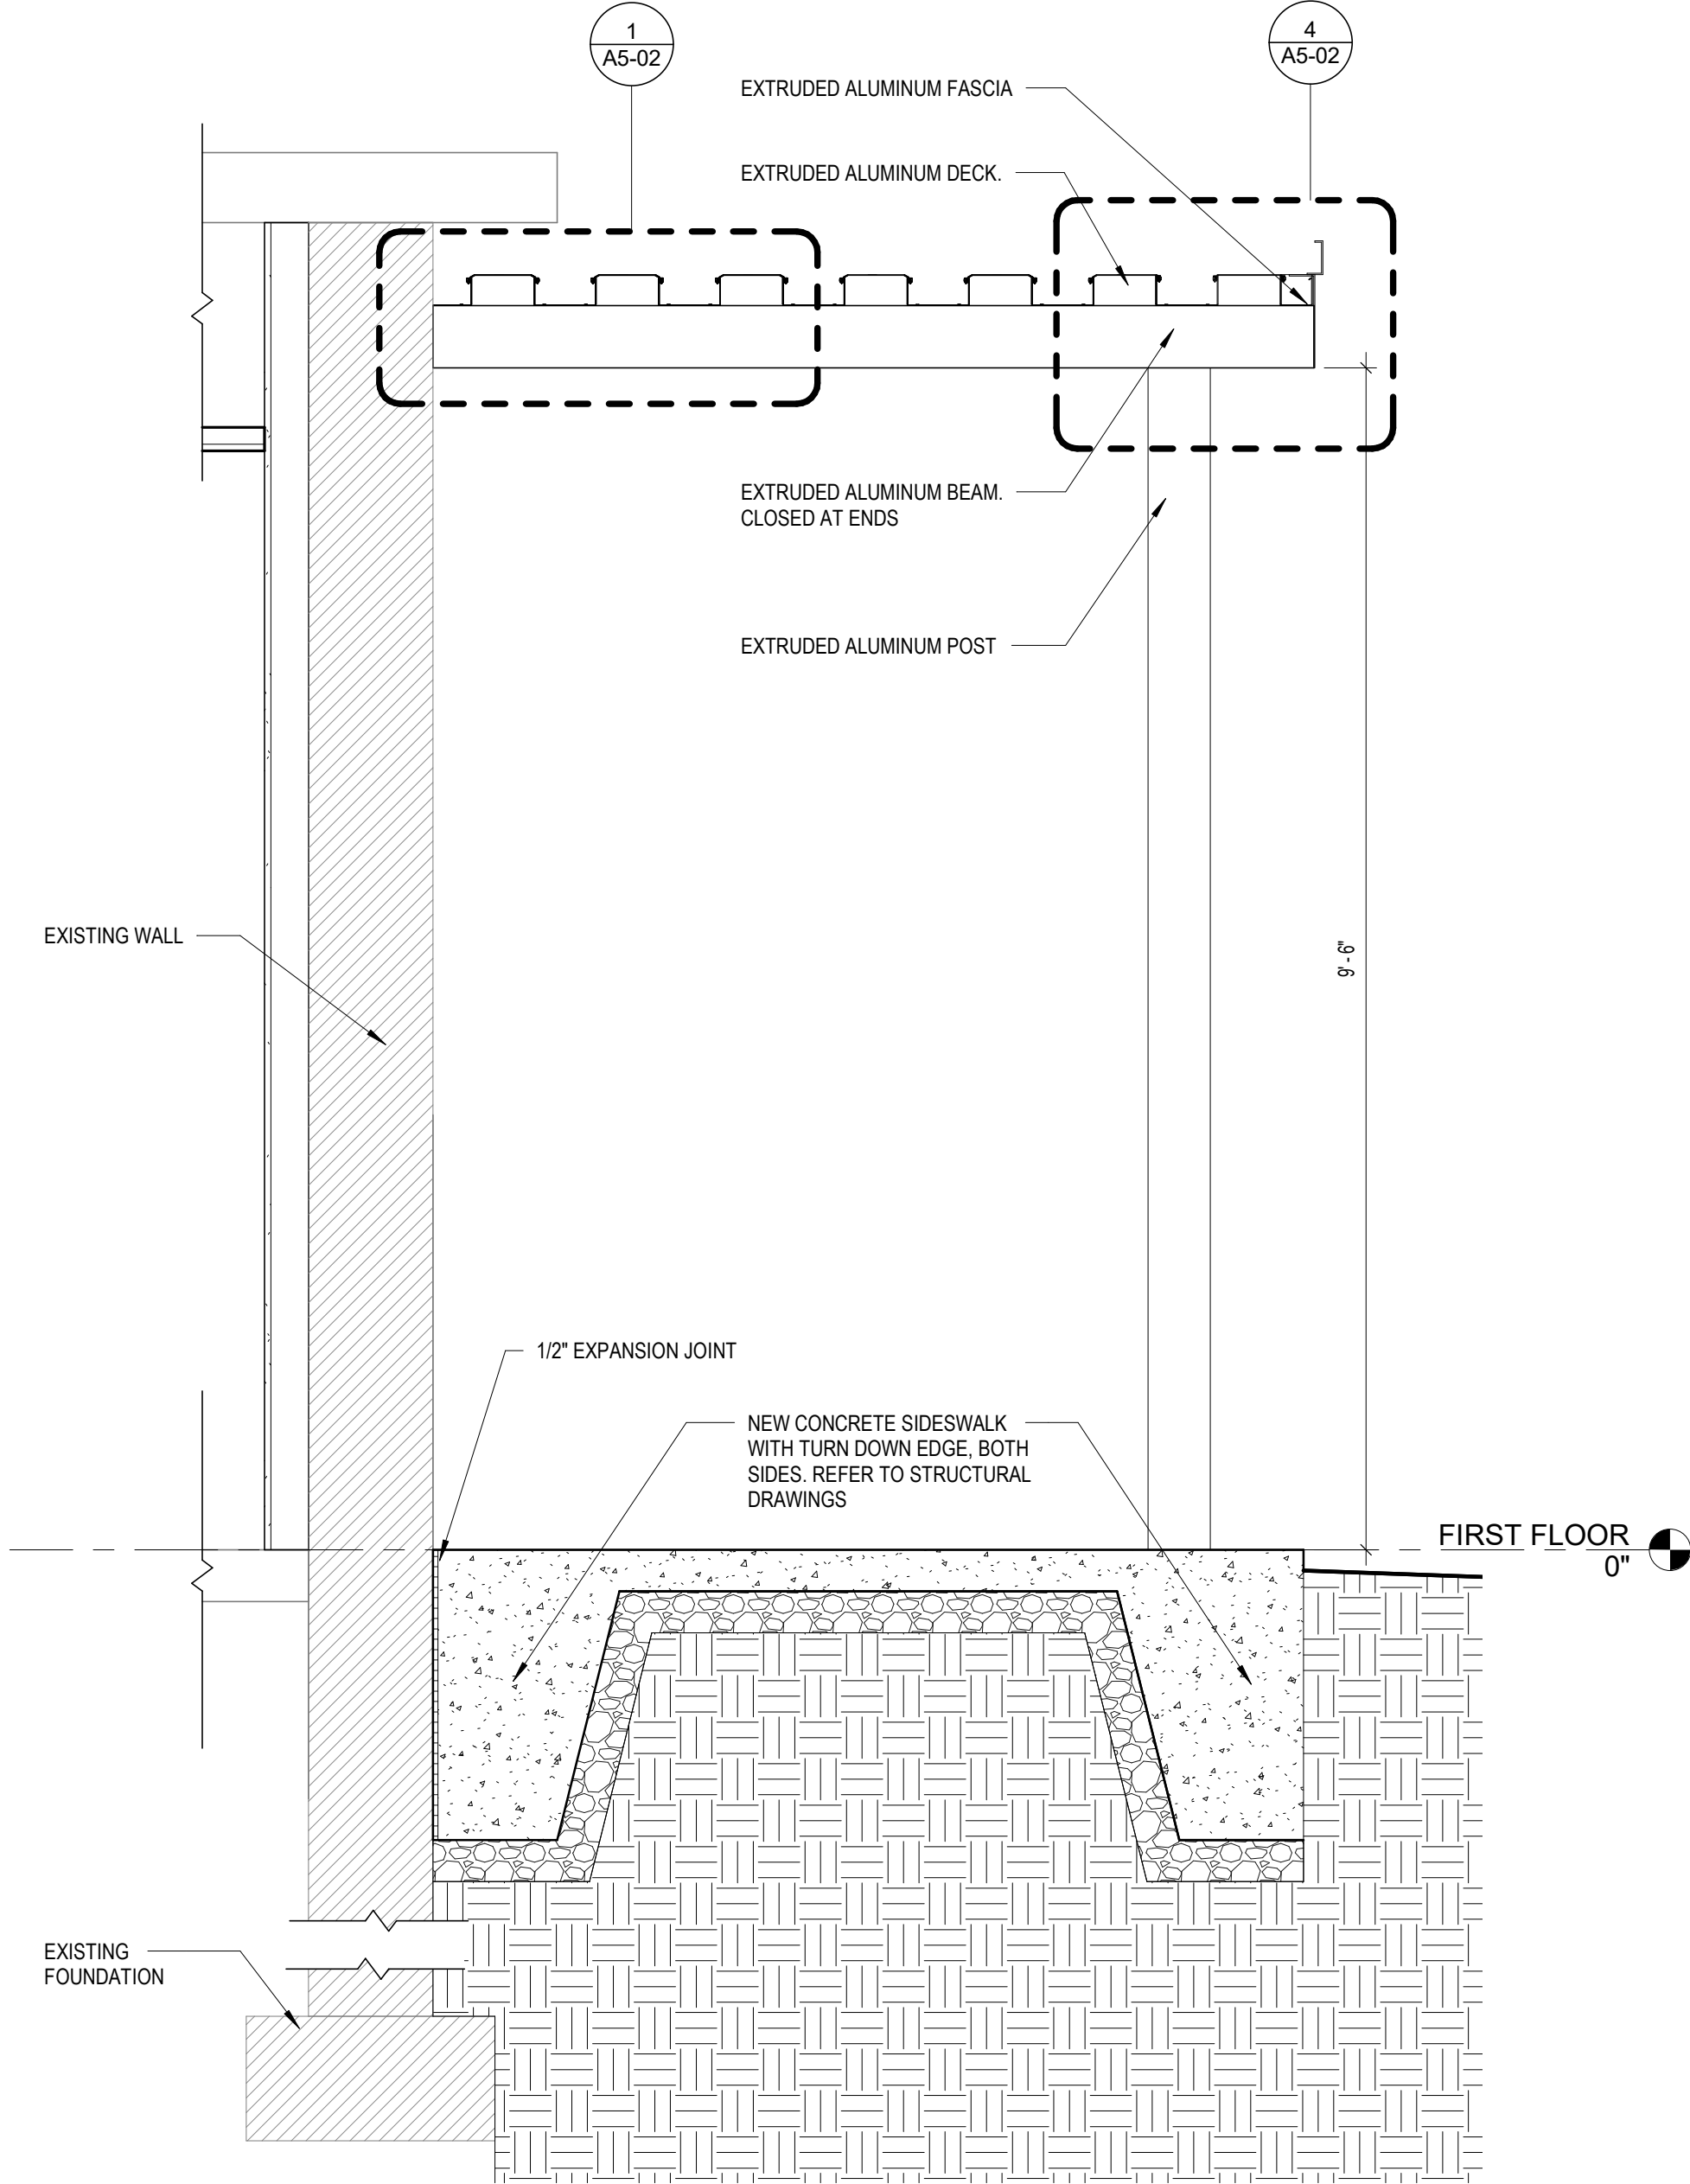 1
A5-02
4
A5-02
EXTRUDED ALUMINUM FASCIA
EXTRUDED ALUMINUM DECK.
EXTRUDED ALUMINUM BEAM.
CLOSED AT ENDS
EXTRUDED ALUMINUM POST
EXISTING WALL
9' - 6"
1/2" EXPANSION JOINT
NEW CONCRETE SIDESWALK
WITH TURN DOWN EDGE, BOTH
SIDES. REFER TO STRUCTURAL
DRAWINGS
FIRST FLOOR
0"
EXISTING
FOUNDATION